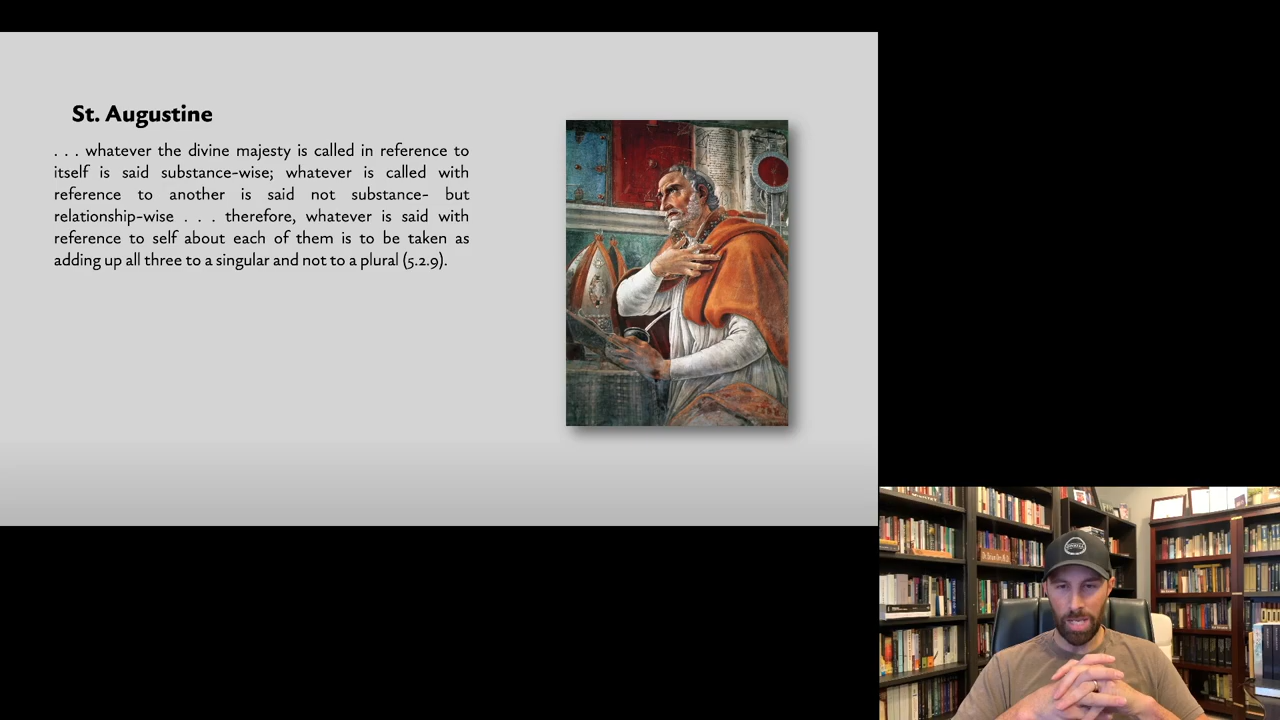 St. Augustine
. . . whatever the divine majesty is called in reference to
itself is said substance-wise; whatever is called with
reference to another is said not substance- but
relationship-wise . . . therefore, whatever is said with
reference to self about each of them is to be taken as
adding up all three to a singular and not to a plural (5.2.9).